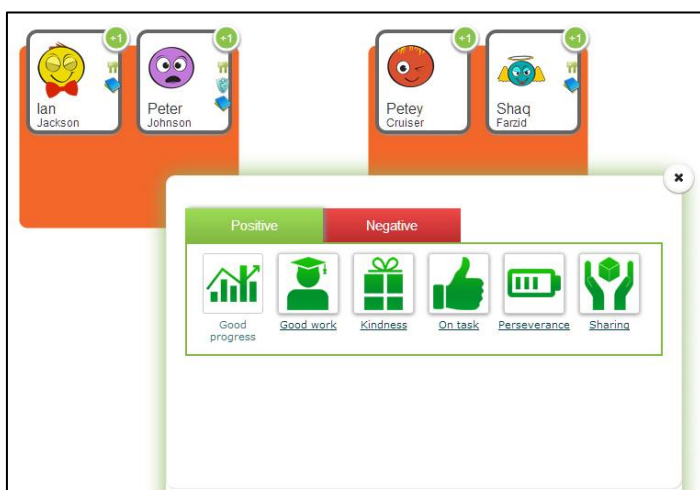 +1 +1 +1 +1
Ian Peter Petey Shaq
Jackson Johnson Cruiser Farzid
Positive Negative
Good progress Good work Kindness On task Perseverance Sharing